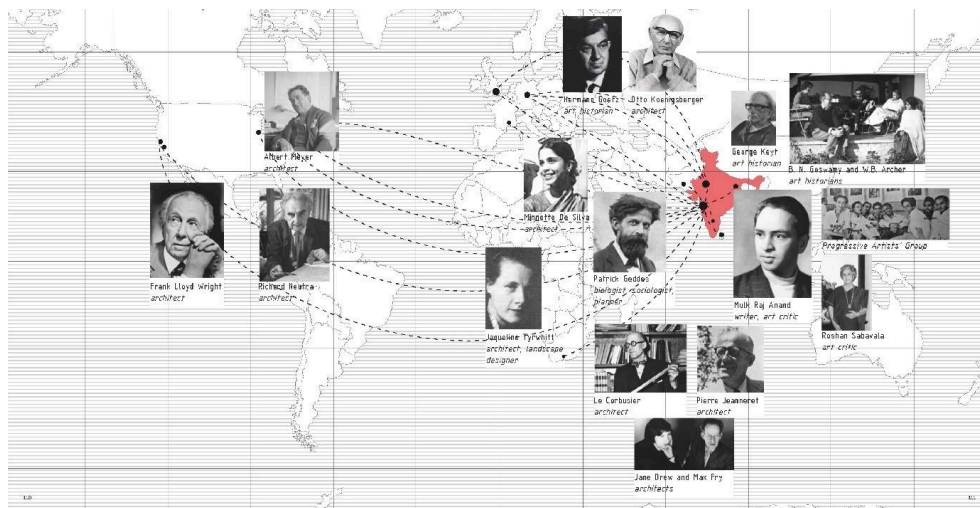 Hermann Goetz
art historian
Otto Koenigsberger
architect
George Keyt
art historian
B. N. Goswamy and W.B. Archer
art historians
Albert Mayer
architect
Minnette De Silva
architect
Progressive Artists' Group
Frank Lloyd Wright
architect
Richard Neutra
architect
Patrick Geddes
biologist, sociologist,
planner
Mulk Raj Anand
writer, art critic
Jaqueline Tyrwhitt
architect, landscape
designer
Roshan Sabavala
art critic
Le Corbusier
architect
Pierre Jeanneret
architect
Jane Drew and Max Fry
architects
110